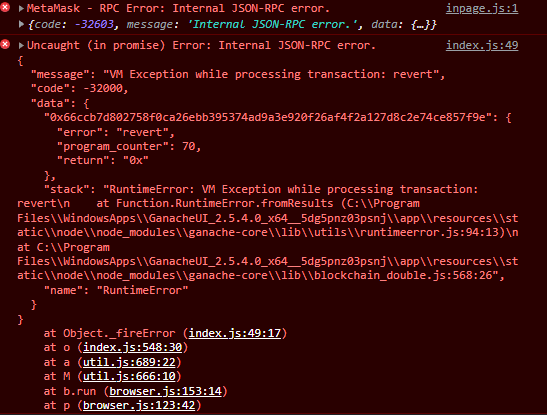 MetaMask - RPC Error: Internal JSON-RPC error. inpage.js:1
{code: -32603, message: 'Internal JSON-RPC error.', data: {…}}
Uncaught (in promise) Error: Internal JSON-RPC error. index.js:49
{
"message": "VM Exception while processing transaction: revert",
"code": -32000,
"data": {
"0x66ccb7d802758f0ca26ebb395374ad9a3e920f26af4f2a127d8c2e74ce857f9e": {
"error": "revert",
"program_counter": 70,
"return": "0x"
},
"stack": "RuntimeError: VM Exception while processing transaction:
revert\n    at Function.RuntimeError.fromResults (C:\\Program
Files\\WindowsApps\\GanacheUI_2.5.4.0_x64__5dg5pnz03psnj\\app\\resources\\st
atic\\node\\node_modules\\ganache-core\\lib\\utils\\runtimeerror.js:94:13)\n
at C:\\Program
Files\\WindowsApps\\GanacheUI_2.5.4.0_x64__5dg5pnz03psnj\\app\\resources\\st
atic\\node\\node_modules\\ganache-core\\lib\\blockchain_double.js:568:26",
"name": "RuntimeError"
}
}
at Object._fireError (index.js:49:17)
at o (index.js:548:30)
at a (util.js:689:22)
at M (util.js:666:10)
at b.run (browser.js:153:14)
at p (browser.js:123:42)